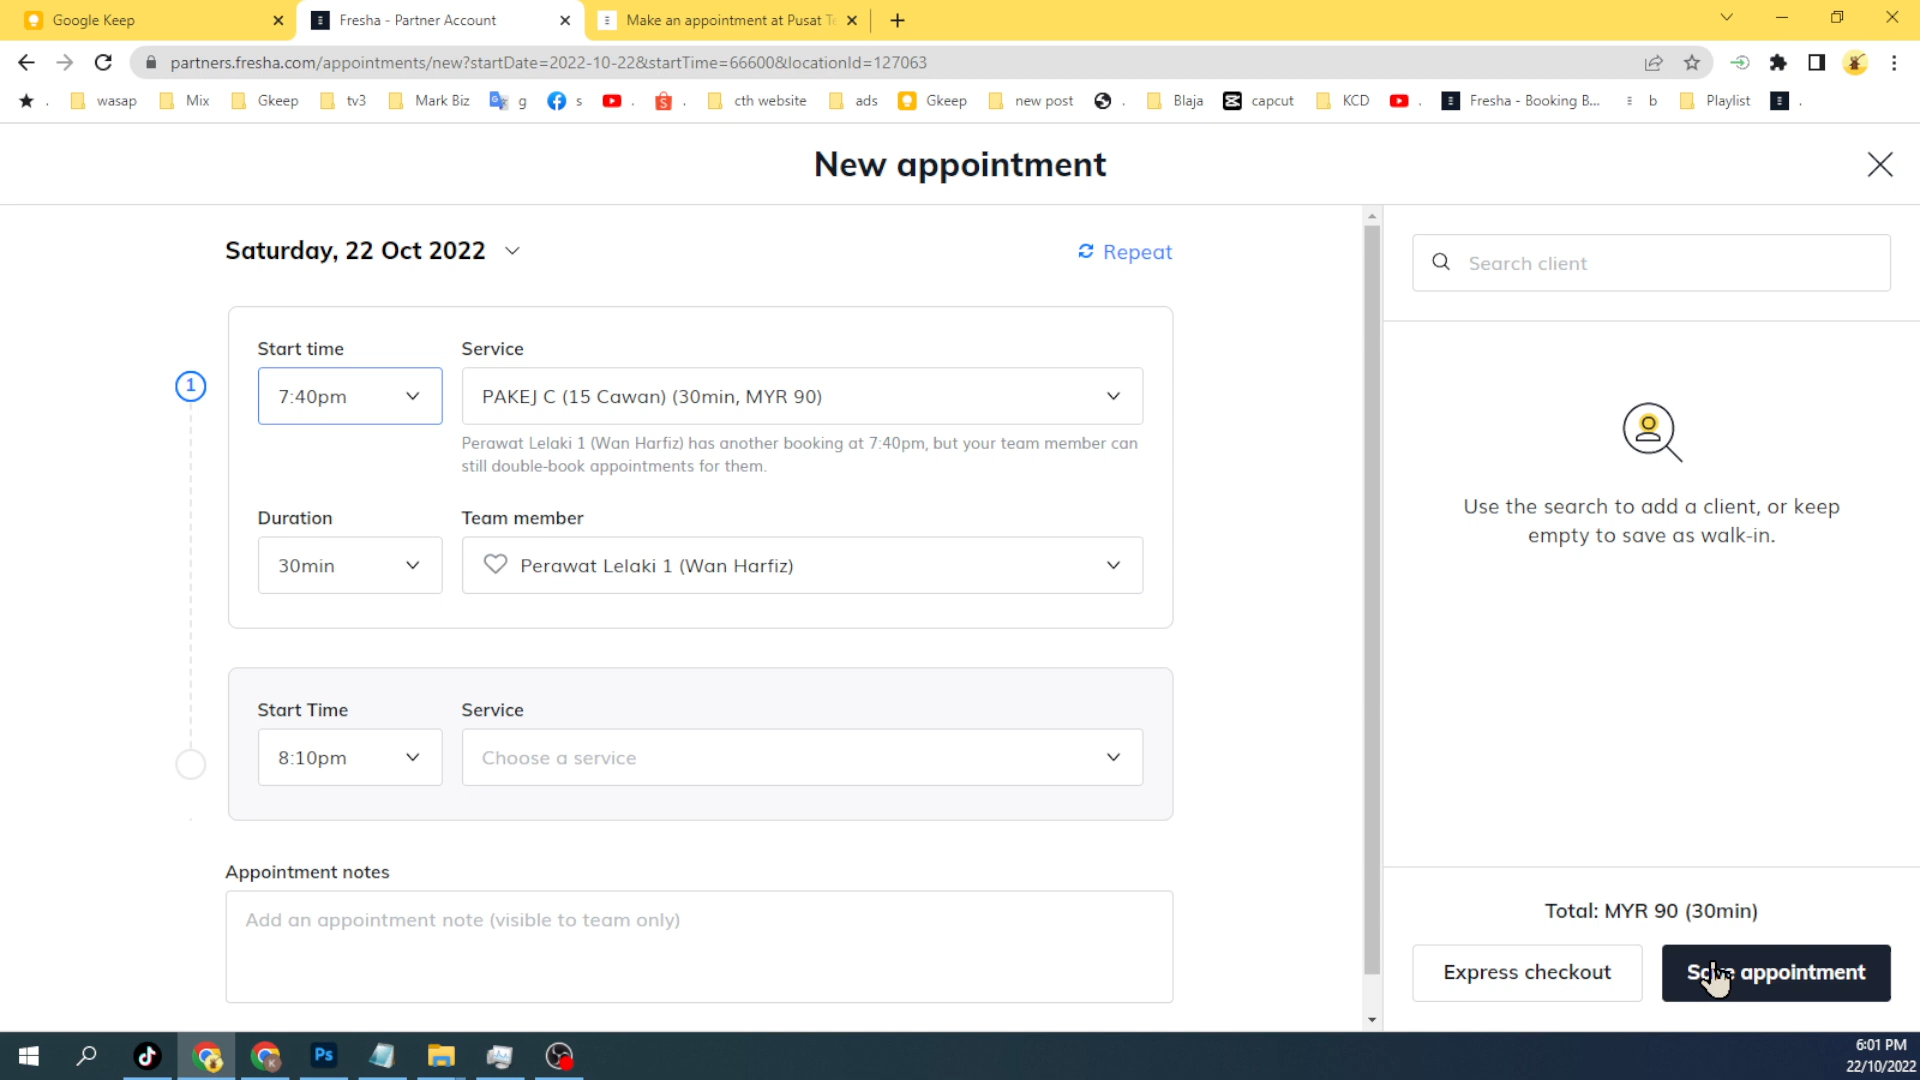 Google Keep
Fresha - Partner Account
Make an appointment at Pusat Te
partners.fresha.com/appointments/new?startDate=2022-10-22&startTime=66600&locationId=127063
. wasap Mix Gkeep tv3 Mark Biz g s . . cth website ads Gkeep new post . Blaja capcut KCD . Fresha - Booking B... b Playlist .
New appointment
Saturday, 22 Oct 2022
Repeat
Search client
Start time Service
1
7:40pm PAKEJ C (15 Cawan) (30min, MYR 90)
Perawat Lelaki 1 (Wan Harfiz) has another booking at 7:40pm, but your team member can
still double-book appointments for them.
Duration Team member
30min Perawat Lelaki 1 (Wan Harfiz)
Use the search to add a client, or keep
empty to save as walk-in.
Start Time Service
8:10pm Choose a service
Appointment notes
Add an appointment note (visible to team only)
Total: MYR 90 (30min)
Express checkout
Save appointment
Ps
K
6:01 PM
22/10/2022